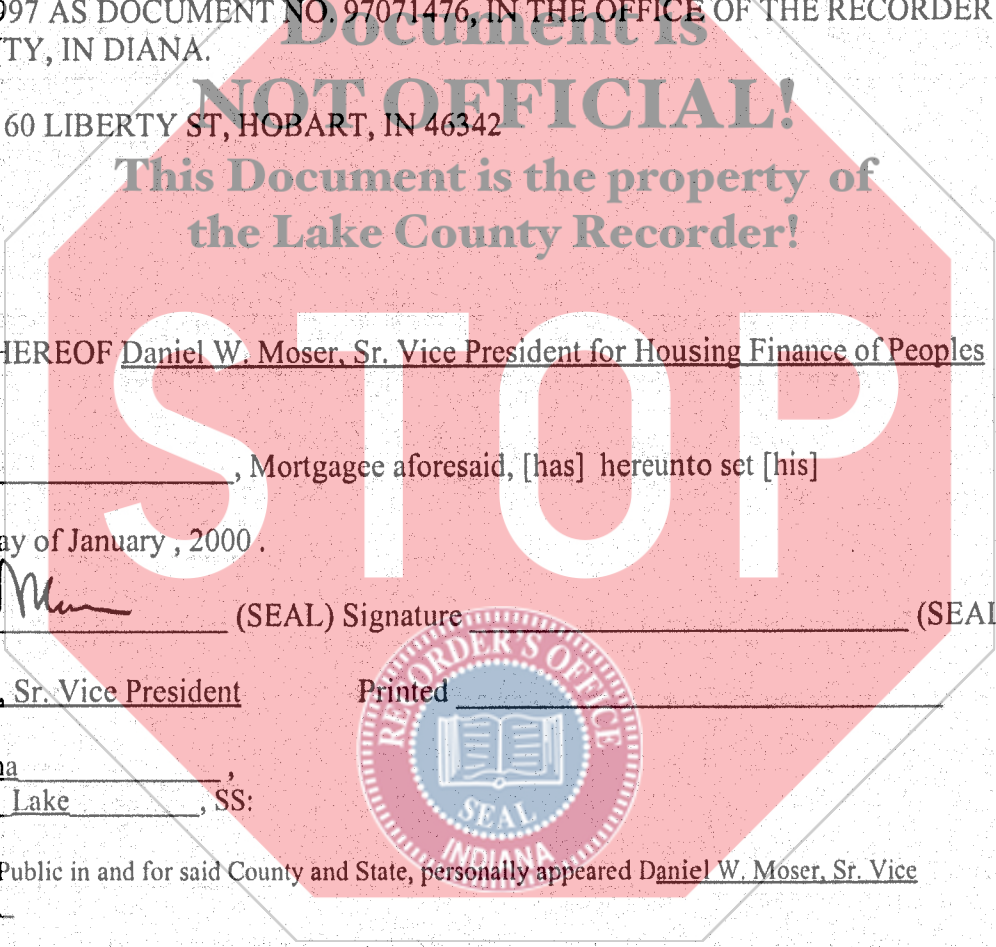 997 AS DOCUMENT NO. 97071476, IN THE OFFICE OF THE RECORDER
TY, IN DIANA.
Document is
NOT OFFICIAL!
60 LIBERTY ST, HOBART, IN 46342
This Document is the property of
the Lake County Recorder!
STOP
HEREOF Daniel W. Moser, Sr. Vice President for Housing Finance of Peoples
, Mortgagee aforesaid, [has] hereunto set [his]
ay of January , 2000 .
(SEAL) Signature (SEAL
, Sr. Vice President Printed
na ,
Lake , SS:
RECORDER'S OFFICE
SEAL
INDIANA
Public in and for said County and State, personally appeared Daniel W. Moser, Sr. Vice